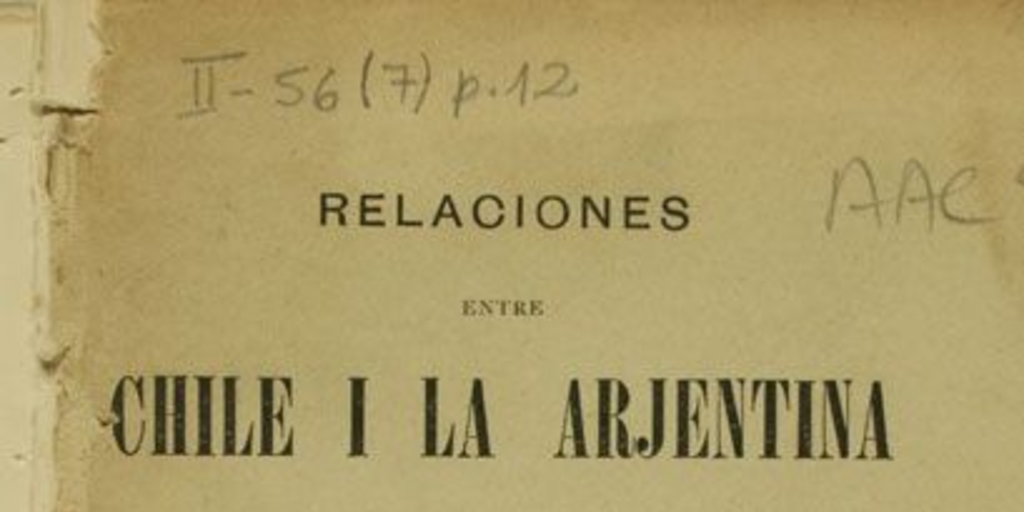 II-56(7) p.12
AAC
RELACIONES
ENTRE
CHILE I LA ARJENTINA